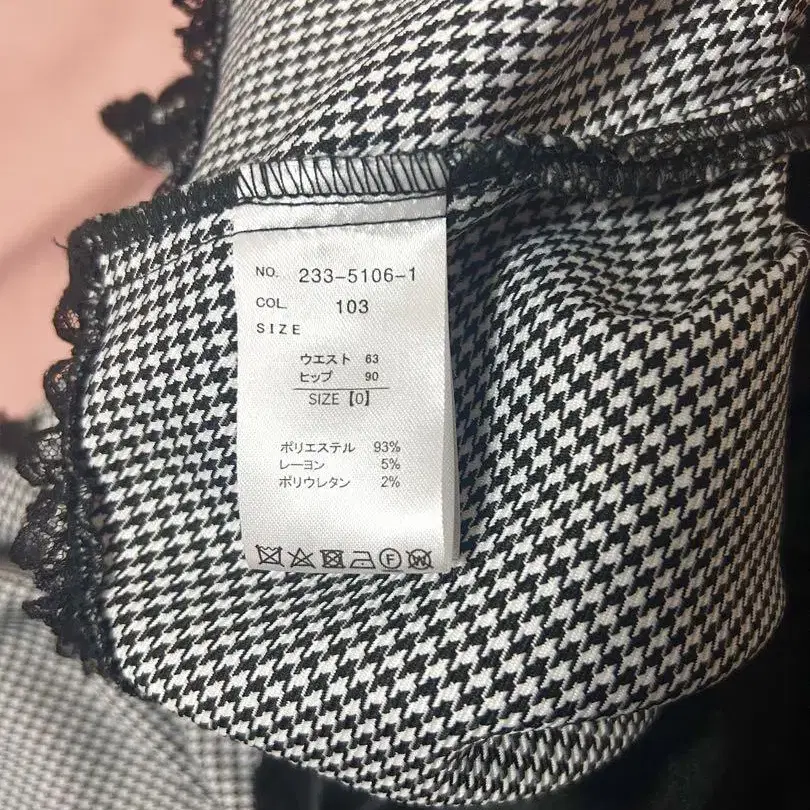 NO. 233-5106-1
COL. 103
SIZE
ウエスト 63
ヒップ 90
SIZE【0】
ポリエステル 93%
レーヨン 5%
ポリウレタン 2%
F W